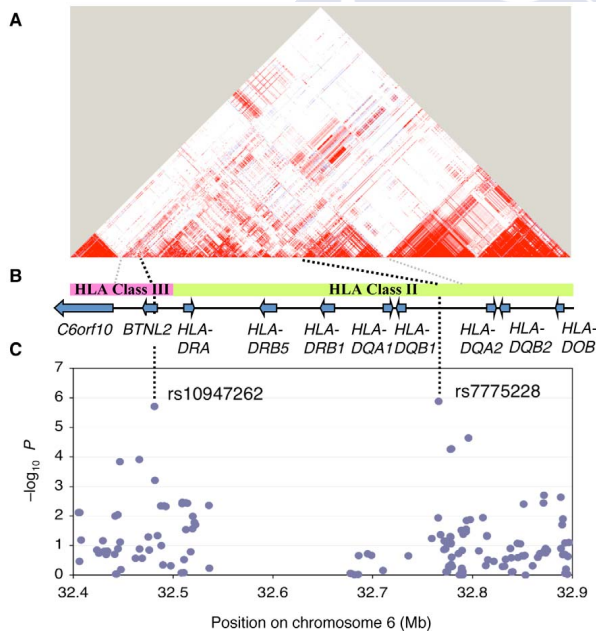 A
B
HLA Class III
HLA Class II
C6orf10 BTNL2 HLA-DRA HLA-DRB5 HLA-DRB1 HLA-DQA1 HLA-DQB1 HLA-DQA2 HLA-DQB2 HLA-DOB
C
7
rs10947262
rs7775228
6
5
4
3
2
1
0
–log10 P
32.4 32.5 32.6 32.7 32.8 32.9
Position on chromosome 6 (Mb)